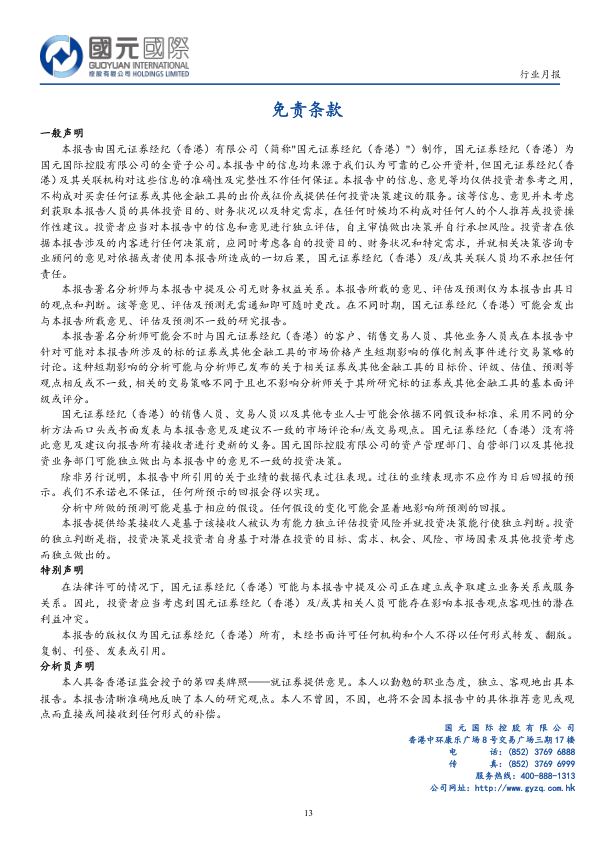 國元國際
GUOYUAN INTERNATIONAL
控股有限公司 HOLDINGS LIMITED
行业月报
免责条款
一般声明
本报告由国元证券经纪（香港）有限公司（简称"国元证券经纪（香港）"）制作，国元证券经纪（香港）为
国元国际控股有限公司的全资子公司。本报告中的信息均来源于我们认为可靠的已公开资料，但国元证券经纪（香
港）及其关联机构对这些信息的准确性及完整性不作任何保证。本报告中的信息、意见等均仅供投资者参考之用，
不构成对买卖任何证券或其他金融工具的出价或征价或提供任何投资决策建议的服务。该等信息、意见并未考虑
到获取本报告人员的具体投资目的、财务状况以及特定需求，在任何时候均不构成对任何人的个人推荐或投资操
作性建议。投资者应当对本报告中的信息和意见进行独立评估，自主审慎做出决策并自行承担风险。投资者在依
据本报告涉及的内容进行任何决策前，应同时考虑各自的投资目的、财务状况和特定需求，并就相关决策咨询专
业顾问的意见对依据或者使用本报告所造成的一切后果，国元证券经纪（香港）及/或其关联人员均不承担任何
责任。
本报告署名分析师与本报告中提及公司无财务权益关系。本报告所载的意见、评估及预测仅为本报告出具日
的观点和判断。该等意见、评估及预测无需通知即可随时更改。在不同时期，国元证券经纪（香港）可能会发出
与本报告所载意见、评估及预测不一致的研究报告。
本报告署名分析师可能会不时与国元证券经纪（香港）的客户、销售交易人员、其他业务人员或在本报告中
针对可能对本报告所涉及的标的证券或其他金融工具的市场价格产生短期影响的催化剂或事件进行交易策略的
讨论。这种短期影响的分析可能与分析师已发布的关于相关证券或其他金融工具的目标价、评级、估值、预测等
观点相反或不一致，相关的交易策略不同于且也不影响分析师关于其所研究标的证券或其他金融工具的基本面评
级或评分。
国元证券经纪（香港）的销售人员、交易人员以及其他专业人士可能会依据不同假设和标准、采用不同的分
析方法而口头或书面发表与本报告意见及建议不一致的市场评论和/或交易观点。国元证券经纪（香港）没有将
此意见及建议向报告所有接收者进行更新的义务。国元国际控股有限公司的资产管理部门、自营部门以及其他投
资业务部门可能独立做出与本报告中的意见不一致的投资决策。
除非另行说明，本报告中所引用的关于业绩的数据代表过往表现。过往的业绩表现亦不应作为日后回报的预
示。我们不承诺也不保证，任何所预示的回报会得以实现。
分析中所做的预测可能是基于相应的假设。任何假设的变化可能会显著地影响所预测的回报。
本报告提供给某接收人是基于该接收人被认为有能力独立评估投资风险并就投资决策能行使独立判断。投资
的独立判断是指，投资决策是投资者自身基于对潜在投资的目标、需求、机会、风险、市场因素及其他投资考虑
而独立做出的。
特别声明
在法律许可的情况下，国元证券经纪（香港）可能与本报告中提及公司正在建立或争取建立业务关系或服务
关系。因此，投资者应当考虑到国元证券经纪（香港）及/或其相关人员可能存在影响本报告观点客观性的潜在
利益冲突。
本报告的版权仅为国元证券经纪（香港）所有，未经书面许可任何机构和个人不得以任何形式转发、翻版、
复制、刊登、发表或引用。
分析员声明
本人具备香港证监会授予的第四类牌照——就证券提供意见。本人以勤勉的职业态度，独立、客观地出具本
报告。本报告清晰准确地反映了本人的研究观点。本人不曾因，不因，也将不会因本报告中的具体推荐意见或观
点而直接或间接收到任何形式的补偿。
国元国际控股有限公司
香港中环康乐广场 8 号交易广场三期 17 楼
电 话：(852) 3769 6888
传 真：(852) 3769 6999
服务热线：400-888-1313
公司网址：http://www.gyzq.com.hk
13